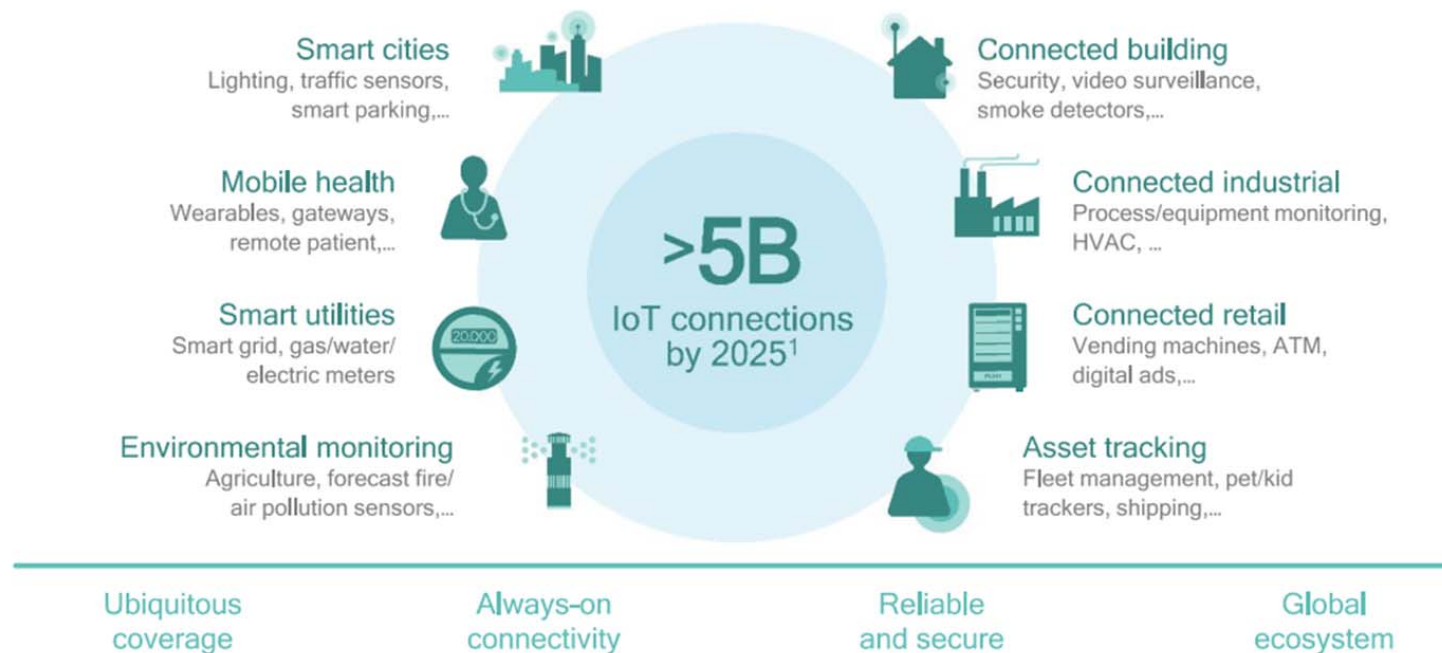 Smart cities
Lighting, traffic sensors,
smart parking,...
Mobile health
Wearables, gateways,
remote patient,...
Smart utilities
Smart grid, gas/water/
electric meters
Environmental monitoring
Agriculture, forecast fire/
air pollution sensors,...
>5B
IoT connections
by 2025¹
20.000
Connected building
Security, video surveillance,
smoke detectors,...
Connected industrial
Process/equipment monitoring,
HVAC, ...
Connected retail
Vending machines, ATM,
digital ads,...
PUSH
Asset tracking
Fleet management, pet/kid
trackers, shipping,...
Ubiquitous
coverage
Always-on
connectivity
Reliable
and secure
Global
ecosystem